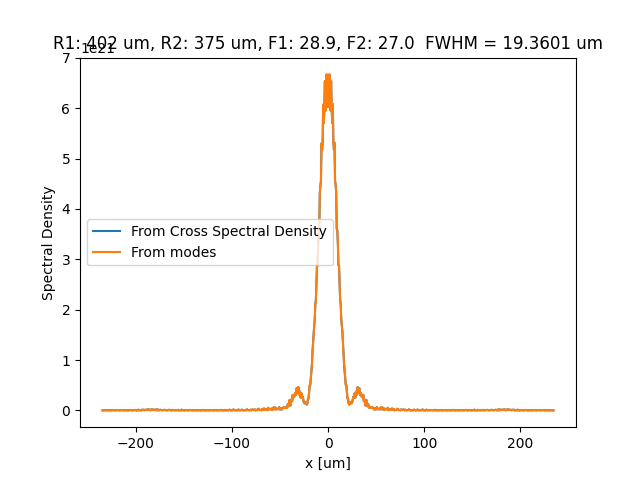 R1: 402 um, R2: 375 um, F1: 28.9, F2: 27.0  FWHM = 19.3601 um
1e21
7
6
5
4
3
2
1
0
Spectral Density
From Cross Spectral Density
From modes
−200
−100
0
100
200
x [um]